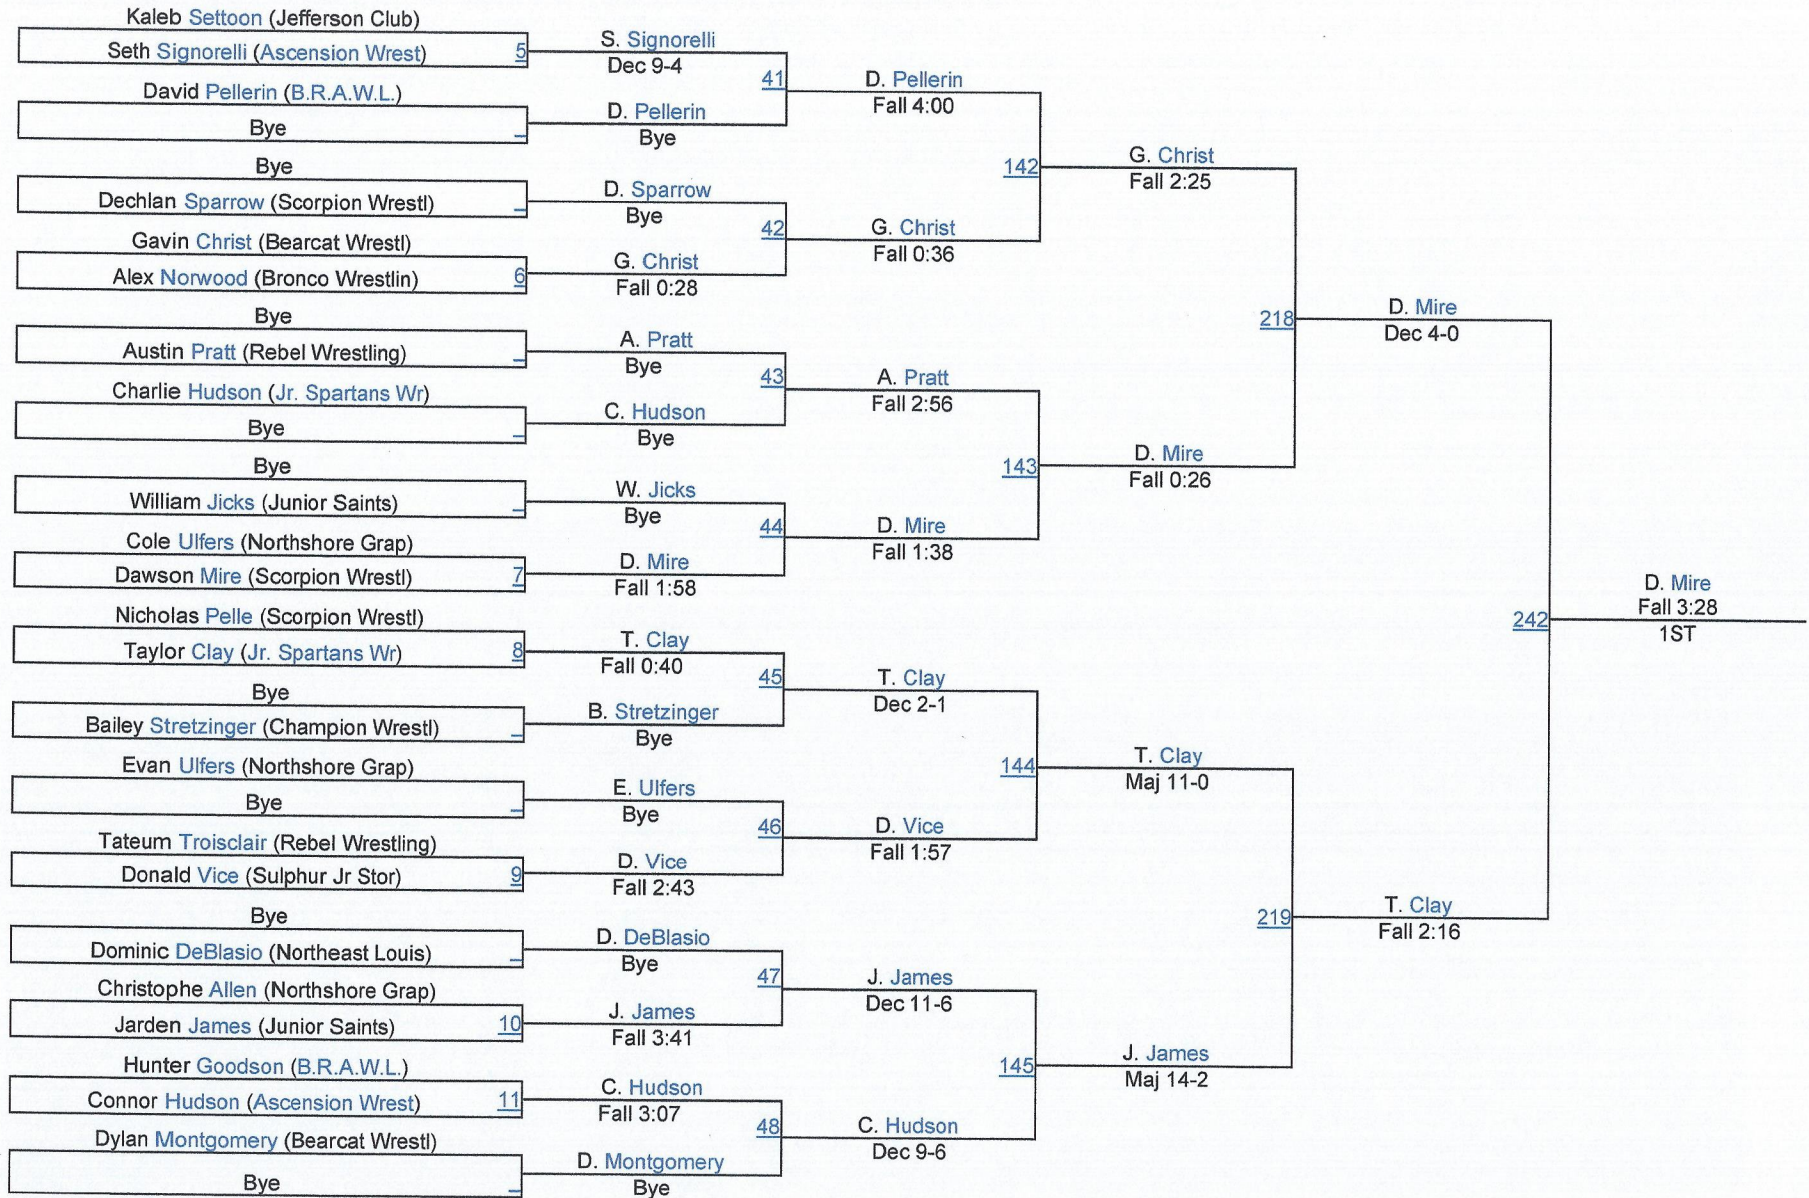 Kaleb Settoon (Jefferson Club)
Seth Signorelli (Ascension Wrest) 5
David Pellerin (B.R.A.W.L.)
Bye
Bye
Dechlan Sparrow (Scorpion Wrestl)
Gavin Christ (Bearcat Wrestl)
Alex Norwood (Bronco Wrestlin) 6
Bye
Austin Pratt (Rebel Wrestling)
Charlie Hudson (Jr. Spartans Wr)
Bye
Bye
William Jicks (Junior Saints)
Cole Ulfers (Northshore Grap)
Dawson Mire (Scorpion Wrestl) 7
Nicholas Pelle (Scorpion Wrestl)
Taylor Clay (Jr. Spartans Wr) 8
Bye
Bailey Stretzinger (Champion Wrestl)
Evan Ulfers (Northshore Grap)
Bye
Tateum Troisclair (Rebel Wrestling)
Donald Vice (Sulphur Jr Stor) 9
Bye
Dominic DeBlasio (Northeast Louis)
Christophe Allen (Northshore Grap)
Jarden James (Junior Saints) 10
Hunter Goodson (B.R.A.W.L.)
Connor Hudson (Ascension Wrest) 11
Dylan Montgomery (Bearcat Wrestl)
Bye
S. Signorelli
Dec 9-4
41
D. Pellerin
Bye
D. Sparrow
Bye
42
G. Christ
Fall 0:28
A. Pratt
Bye
43
C. Hudson
Bye
W. Jicks
Bye
44
D. Mire
Fall 1:58
T. Clay
Fall 0:40
45
B. Stretzinger
Bye
E. Ulfers
Bye
46
D. Vice
Fall 2:43
D. DeBlasio
Bye
47
J. James
Fall 3:41
C. Hudson
Fall 3:07
48
D. Montgomery
Bye
D. Pellerin
Fall 4:00
142
G. Christ
Fall 0:36
A. Pratt
Fall 2:56
143
D. Mire
Fall 1:38
T. Clay
Dec 2-1
144
D. Vice
Fall 1:57
J. James
Dec 11-6
145
C. Hudson
Dec 9-6
G. Christ
Fall 2:25
218
D. Mire
Fall 0:26
T. Clay
Maj 11-0
219
J. James
Maj 14-2
D. Mire
Dec 4-0
242
T. Clay
Fall 2:16
D. Mire
Fall 3:28
1ST